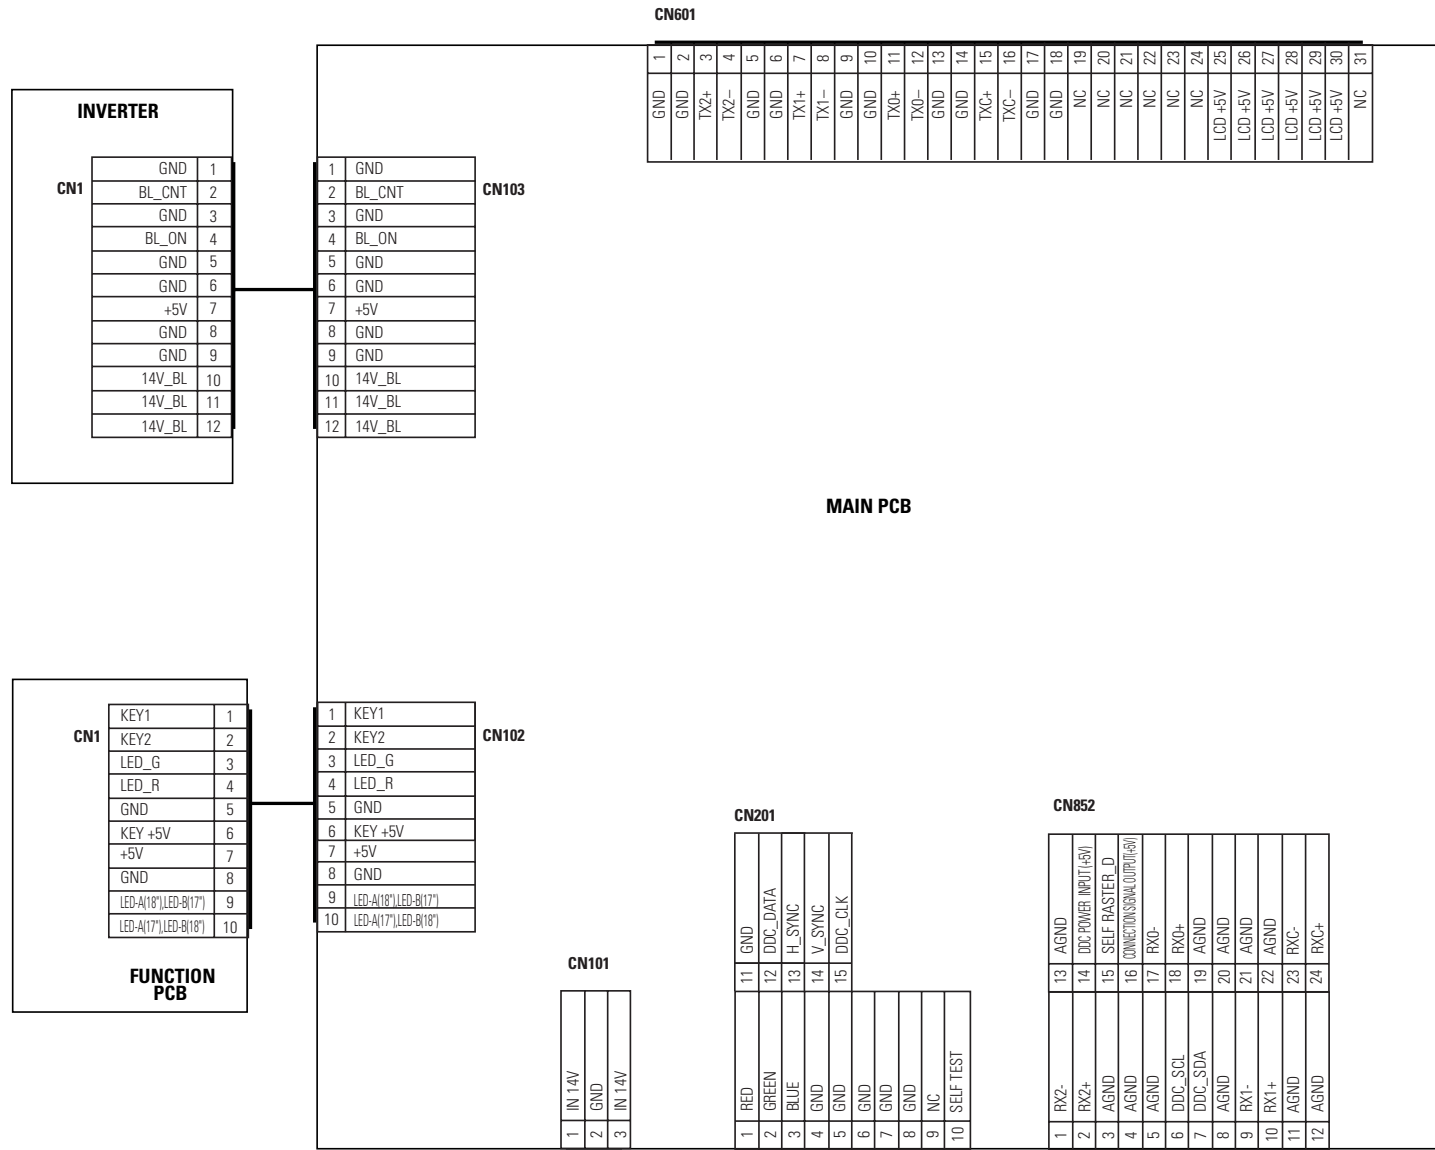 CN601
1 2 3 4 5 6 7 8 9 10 11 12 13 14 15 16 17 18 19 20 21 22 23 24 25 26 27 28 29 30 31
GND GND TX2+ TX2– GND GND TX1+ TX1– GND GND TX0+ TX0– GND GND TXC+ TXC– GND GND NC NC NC NC NC NC LCD +5V LCD +5V LCD +5V LCD +5V LCD +5V LCD +5V NC
INVERTER
CN1
GND 1
BL_CNT 2
GND 3
BL_ON 4
GND 5
GND 6
+5V 7
GND 8
GND 9
14V_BL 10
14V_BL 11
14V_BL 12
CN103
1 GND
2 BL_CNT
3 GND
4 BL_ON
5 GND
6 GND
7 +5V
8 GND
9 GND
10 14V_BL
11 14V_BL
12 14V_BL
MAIN PCB
CN1
KEY1 1
KEY2 2
LED_G 3
LED_R 4
GND 5
KEY +5V 6
+5V 7
GND 8
LED-A(18"),LED-B(17") 9
LED-A(17"),LED-B(18") 10
FUNCTION
PCB
CN102
1 KEY1
2 KEY2
3 LED_G
4 LED_R
5 GND
6 KEY +5V
7 +5V
8 GND
9 LED-A(18"),LED-B(17")
10 LED-A(17"),LED-B(18")
CN101
1 IN 14V
2 GND
3 IN 14V
CN201
11 GND
12 DDC_DATA
13 H_SYNC
14 V_SYNC
15 DDC_CLK
1 RED
2 GREEN
3 BLUE
4 GND
5 GND
6 GND
7 GND
8 GND
9 NC
10 SELF TEST
CN852
13 AGND
14 DDC POWER INPUT (+5V)
15 SELF RASTER_D
16 CONNECTION SIGNAL OUTPUT(+5V)
17 RX0-
18 RX0+
19 AGND
20 AGND
21 AGND
22 AGND
23 RXC-
24 RXC+
1 RX2-
2 RX2+
3 AGND
4 AGND
5 AGND
6 DDC_SCL
7 DDC_SDA
8 AGND
9 RX1-
10 RX1+
11 AGND
12 AGND